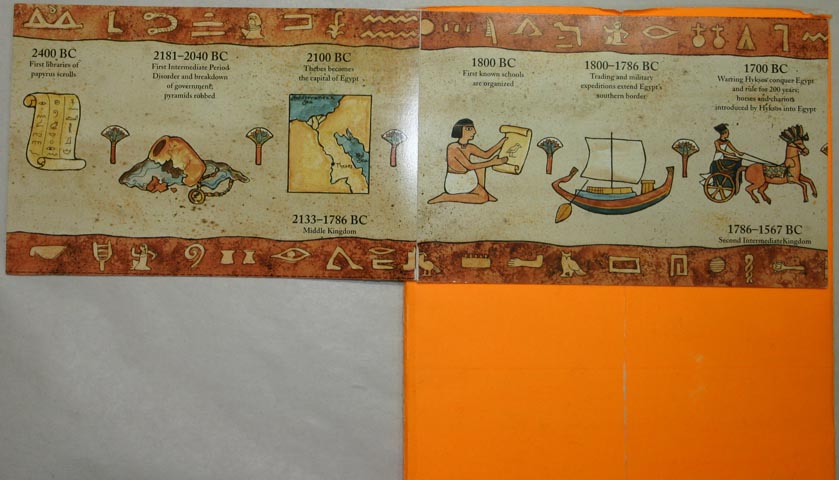 2400 BC
First libraries of
papyrus scrolls
2181–2040 BC
First Intermediate Period
Disorder and breakdown
of government;
pyramids robbed
2100 BC
Thebes becomes
the capital of Egypt
2133–1786 BC
Middle Kingdom
1800 BC
First known schools
are organized
1800–1786 BC
Trading and military
expeditions extend Egypt's
southern border
1700 BC
Warring Hyksos conquer Egypt
and rule for 200 years;
horses and chariots
introduced by Hyksos into Egypt
1786–1567 BC
Second Intermediate Kingdom